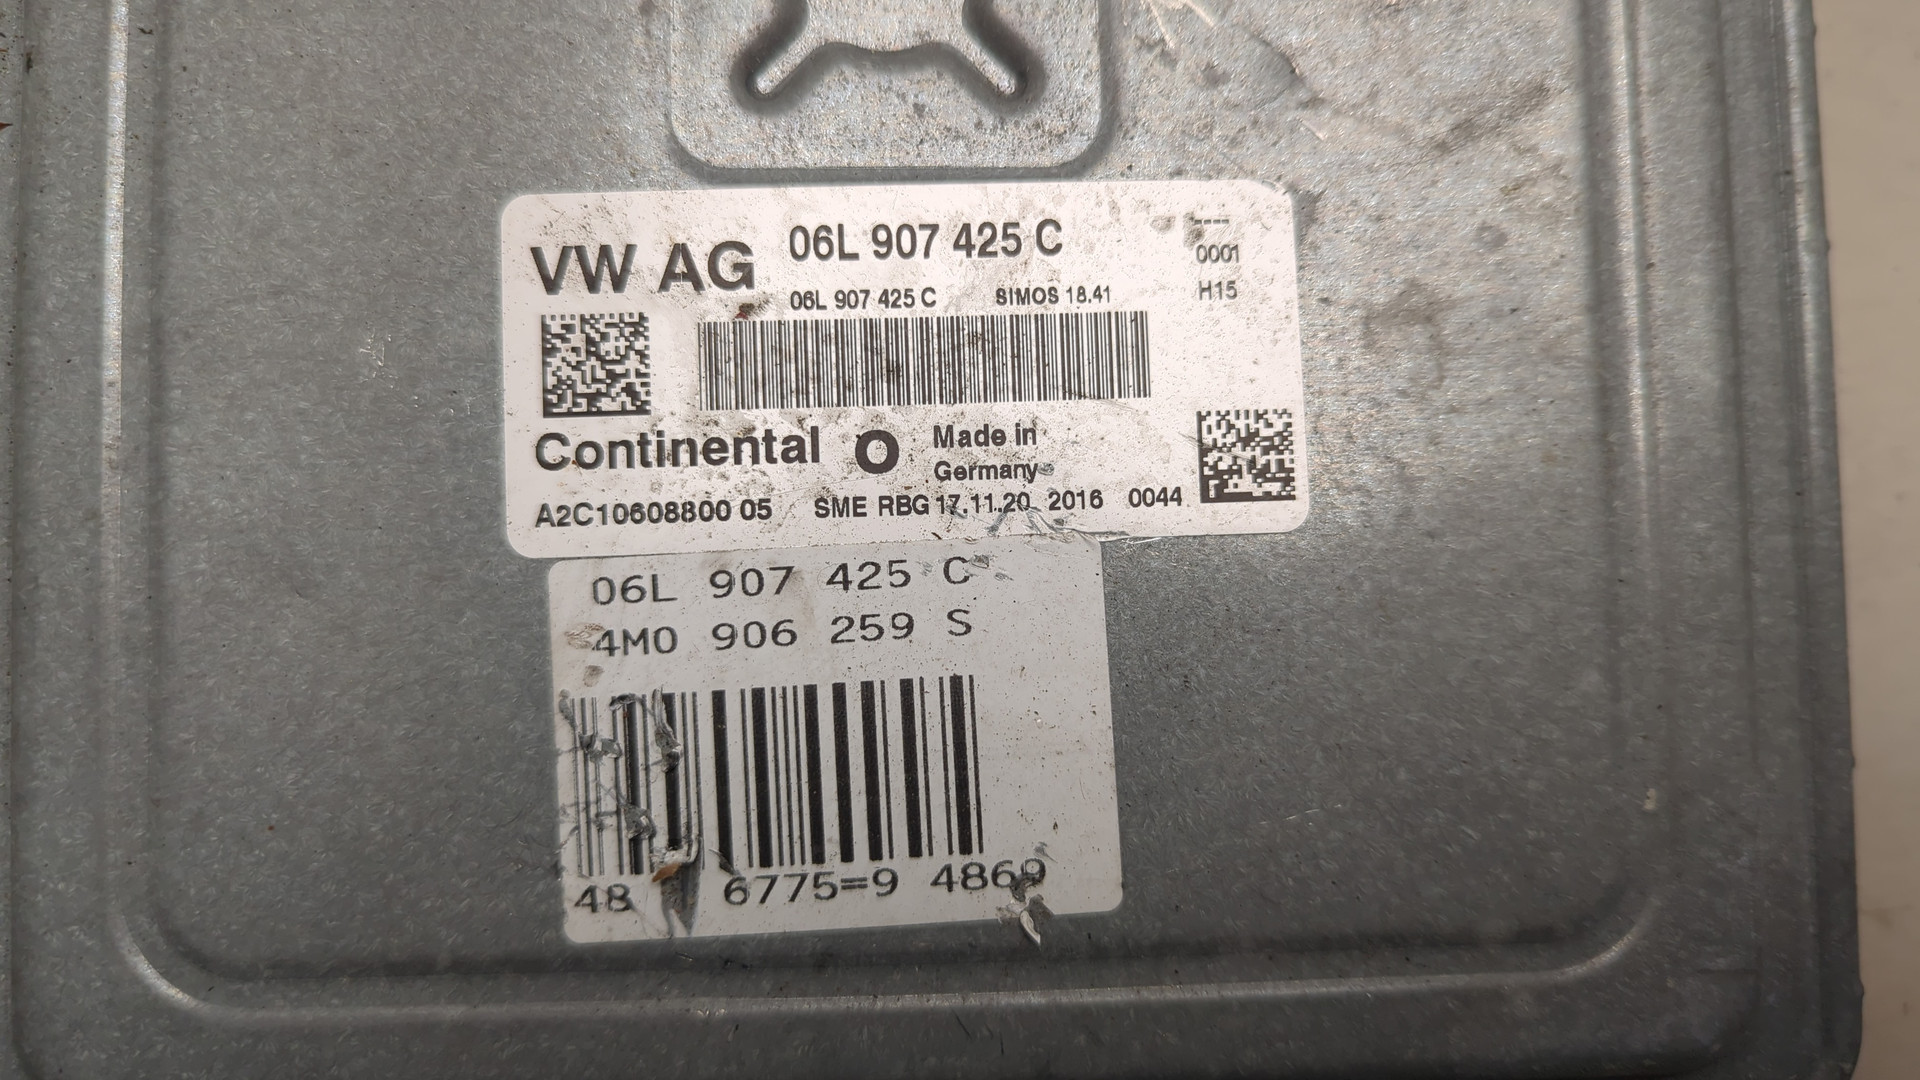 VW AG 06L 907 425 C ----
0001
06L 907 425 C SIMOS 18.41 H15
Continental O Made in
Germany
A2C10608800 05 SME RBG 17.11.20 2016 0044
06L 907 425 C
4M0 906 259 S
48 6775=9 4869